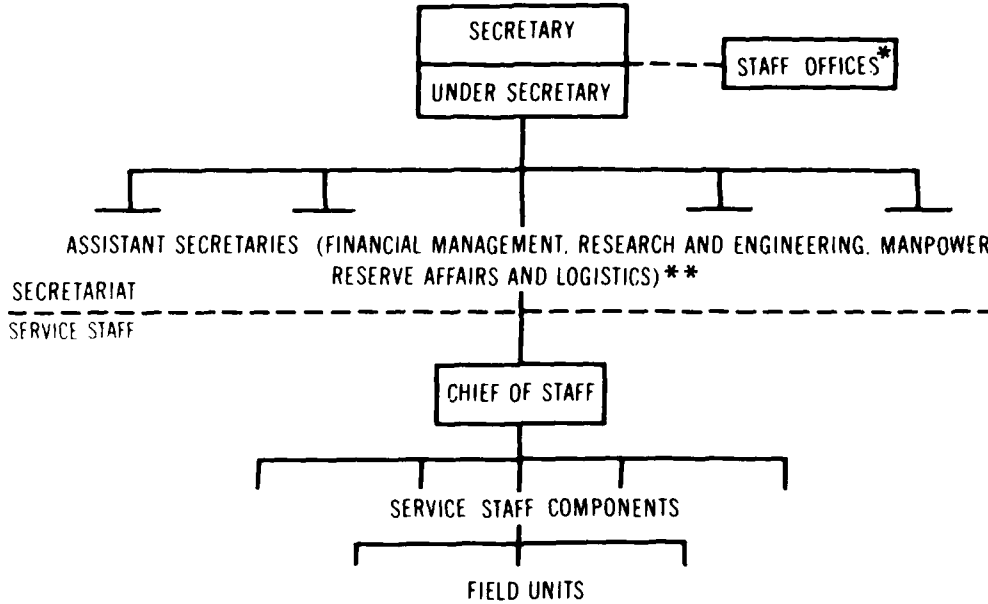 SECRETARY
STAFF OFFICES*
UNDER SECRETARY
ASSISTANT SECRETARIES (FINANCIAL MANAGEMENT, RESEARCH AND ENGINEERING, MANPOWER
RESERVE AFFAIRS AND LOGISTICS)**
SECRETARIAT
SERVICE STAFF
CHIEF OF STAFF
SERVICE STAFF COMPONENTS
FIELD UNITS